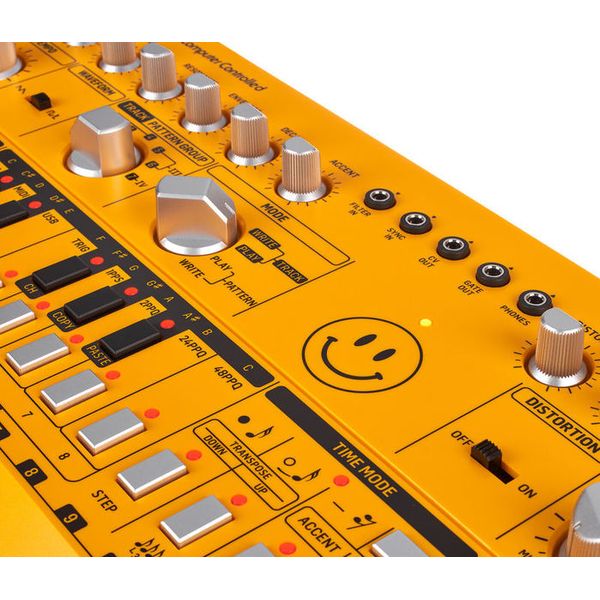 Computer Controlled
WAVEFORM
TRACK
PATTERN GROUP
MODE
WRITE
PLAY
TRACK
PLAY
WRITE
PATTERN
DEC
ACCENT
FILTER
IN
SYNC
IN
CV
OUT
GATE
OUT
PHONES
DISTORTION
OFF
ON
MIDI
USB
TRIG
1PPS
2PPQ
24PPQ
48PPQ
C
C#
D
D#
E
F
F#
G
G#
A
A#
B
C
CH
COPY
PASTE
7
8
8
9
STEP
TRANSPOSE
DOWN
UP
TIME MODE
ACCENT